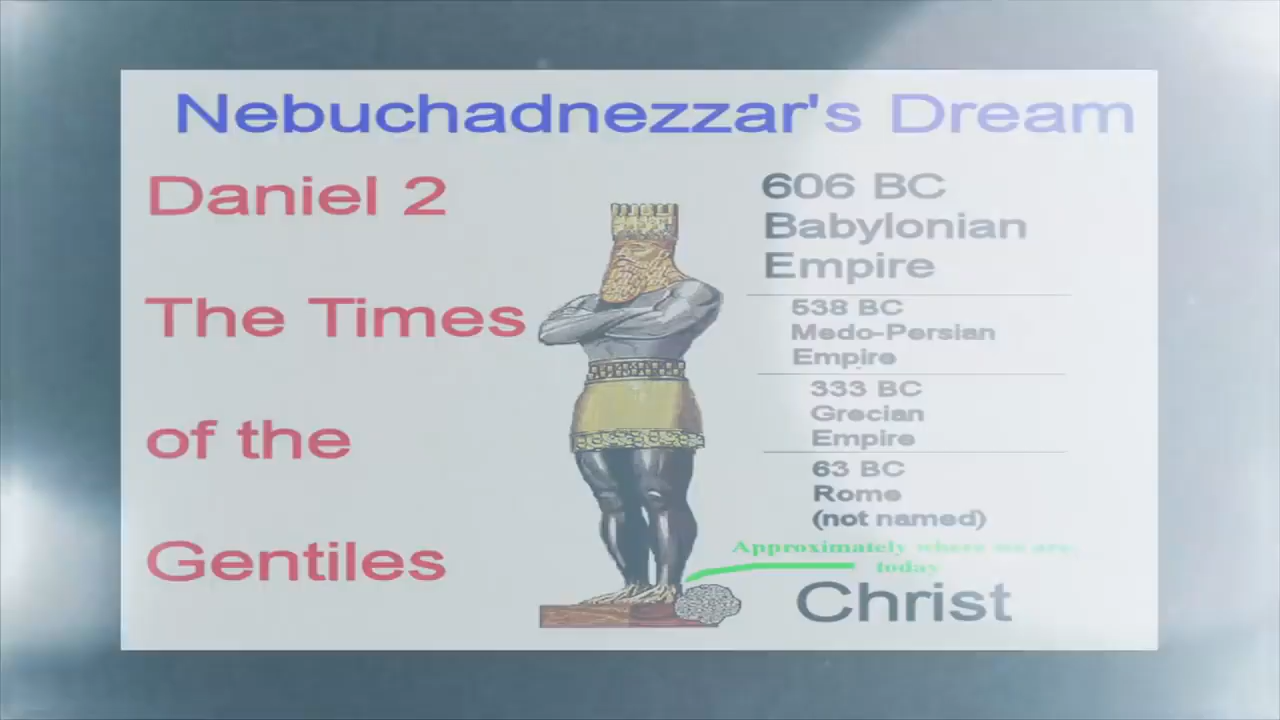 Nebuchadnezzar's Dream
Daniel 2
The Times
of the
Gentiles
606 BC
Babylonian
Empire
538 BC
Medo-Persian
Empire
333 BC
Grecian
Empire
63 BC
Rome
(not named)
Approximately where we are
today
Christ